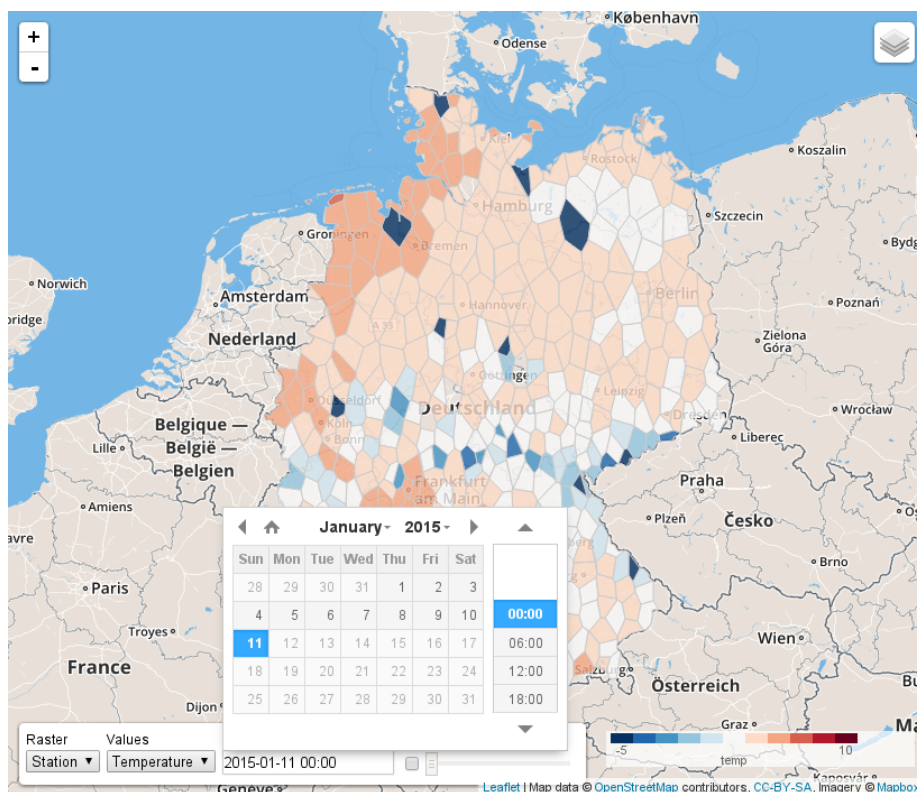 København
+
-
Odense
Kiel
Rostock
Koszalin
Hamburg
Szczecin
Groningen
Bremen
Bydg
Norwich
Amsterdam
Hannover
Berlin
Poznań
bridge
A 33
Nederland
Zielona
Góra
Göttingen
Leipzig
Düsseldorf
Deutschland
Dresden
Wrocław
Belgique —
België —
Belgien
Köln
Bonn
Lille
Liberec
Praha
Frankfurt
am Main
Amiens
Plzeň
Česko
avre
January 2015
Brno
Sun Mon Tue Wed Thu Fri Sat
28 29 30 31 1 2 3
Paris
4 5 6 7 8 9 10
00:00
Troyes
11 12 13 14 15 16 17
06:00
Wien
France
18 19 20 21 22 23 24
12:00
Salzburg
Österreich
25 26 27 28 29 30 31
18:00
Dijon
Graz
Raster Values
Station ▼ Temperature ▼ 2015-01-11 00:00
-5 10
temp
Kaposvár
Genève
Leaflet | Map data © OpenStreetMap contributors, CC-BY-SA, Imagery © Mapbox